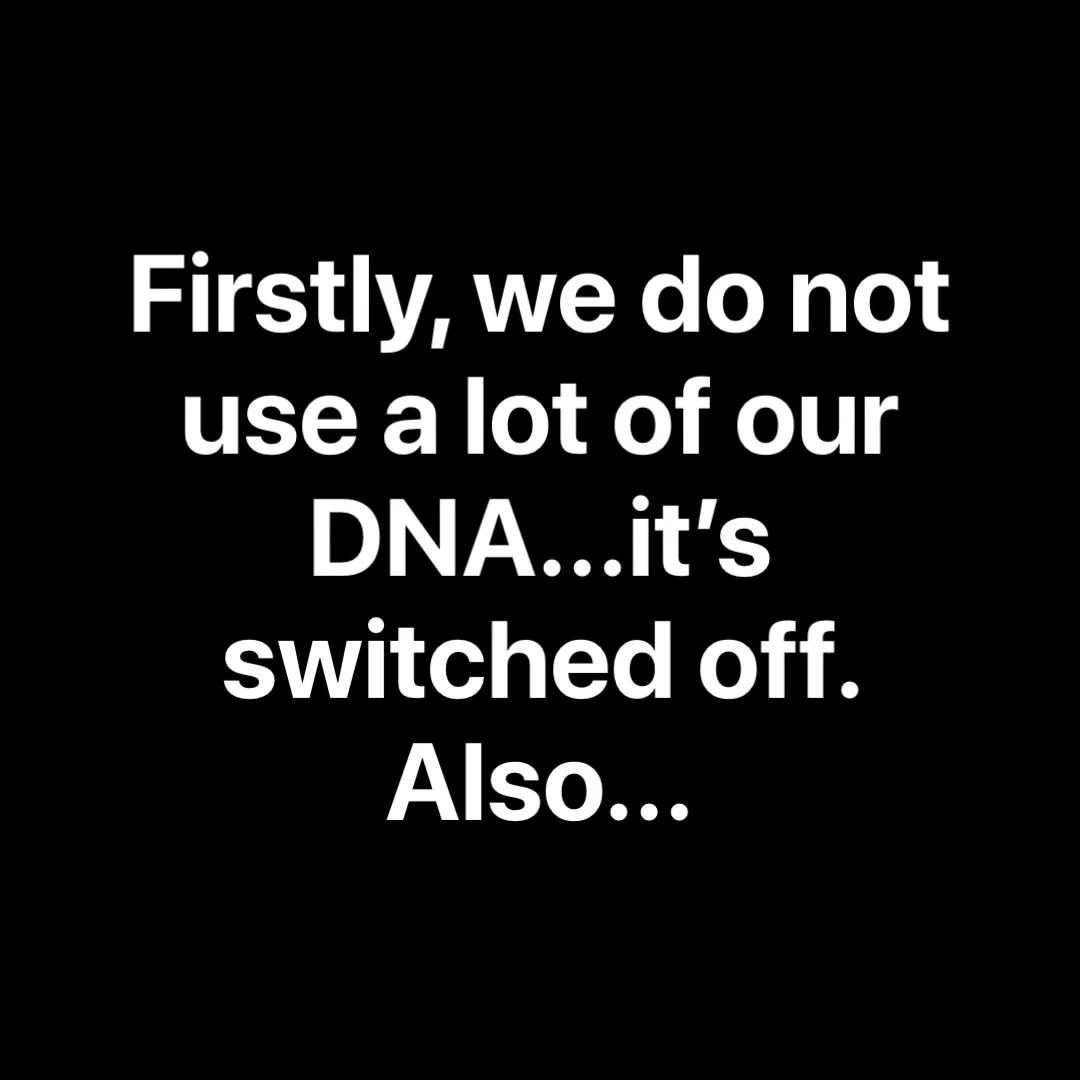 Firstly, we do not
use a lot of our
DNA...it’s
switched off.
Also...